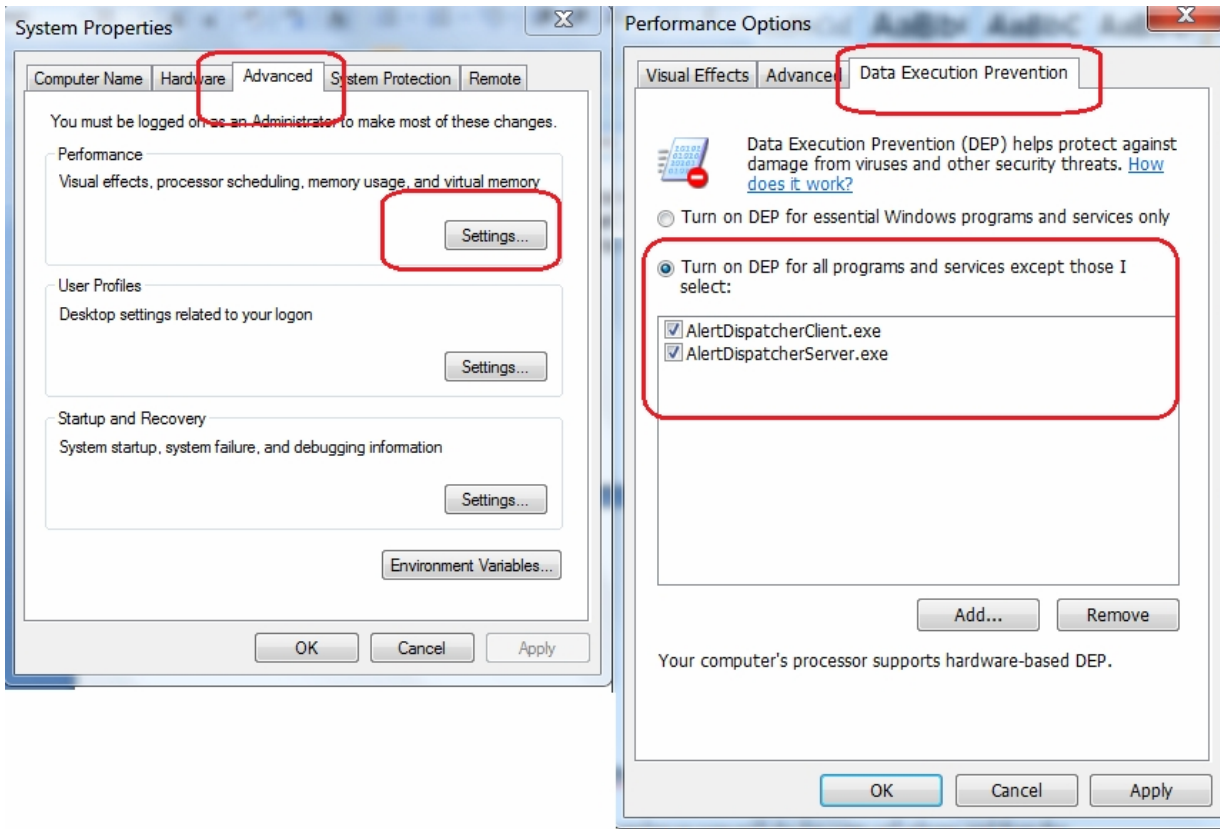 System Properties
Computer Name Hardware Advanced System Protection Remote
You must be logged on as an Administrator to make most of these changes.
Performance
Visual effects, processor scheduling, memory usage, and virtual memory
Settings...
User Profiles
Desktop settings related to your logon
Settings...
Startup and Recovery
System startup, system failure, and debugging information
Settings...
Environment Variables...
OK Cancel Apply
Performance Options
Visual Effects Advanced Data Execution Prevention
Data Execution Prevention (DEP) helps protect against
damage from viruses and other security threats. How
does it work?
Turn on DEP for essential Windows programs and services only
Turn on DEP for all programs and services except those I
select:
AlertDispatcherClient.exe
AlertDispatcherServer.exe
Add... Remove
Your computer's processor supports hardware-based DEP.
OK Cancel Apply